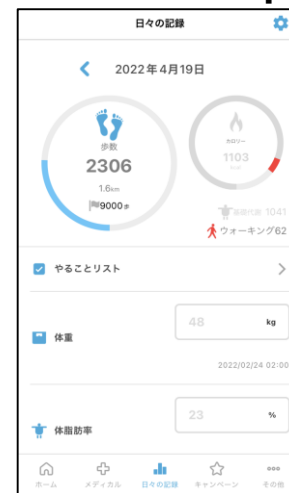 日々の記録
2022年4月19日
歩数
2306
1.6km
9000歩
カロリー
1103
kcal
基礎代謝 1041
ウォーキング62
やることリスト
体重
48 kg
2022/02/24 02:00
体脂肪率
23 %
ホーム メディカル 日々の記録 キャンペーン その他